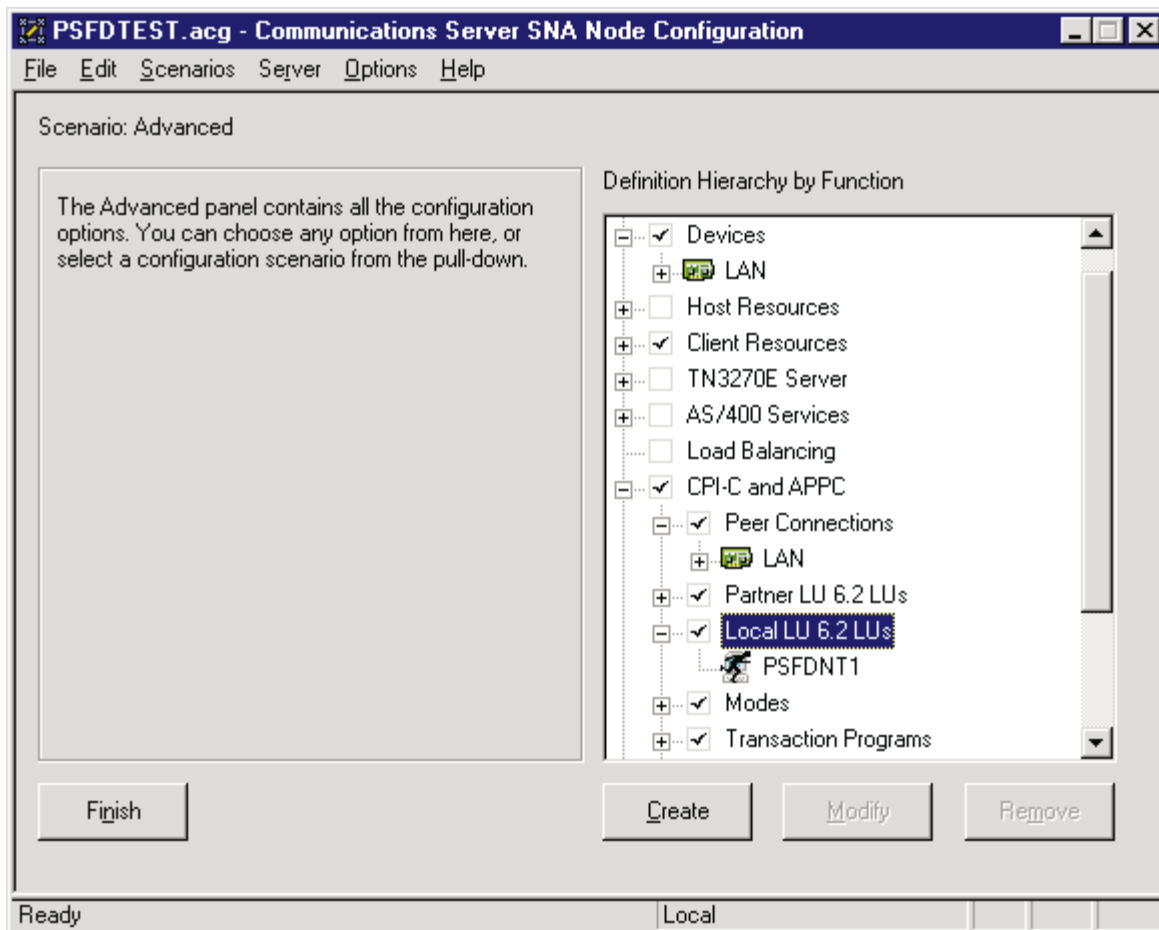 PSFDTEST.acg - Communications Server SNA Node Configuration
File Edit Scenarios Server Options Help
Scenario: Advanced
The Advanced panel contains all the configuration
options. You can choose any option from here, or
select a configuration scenario from the pull-down.
Definition Hierarchy by Function
Devices
LAN
Host Resources
Client Resources
TN3270E Server
AS/400 Services
Load Balancing
CPI-C and APPC
Peer Connections
LAN
Partner LU 6.2 LUs
Local LU 6.2 LUs
PSFDNT1
Modes
Transaction Programs
Finish
Create Modify Remove
Ready Local